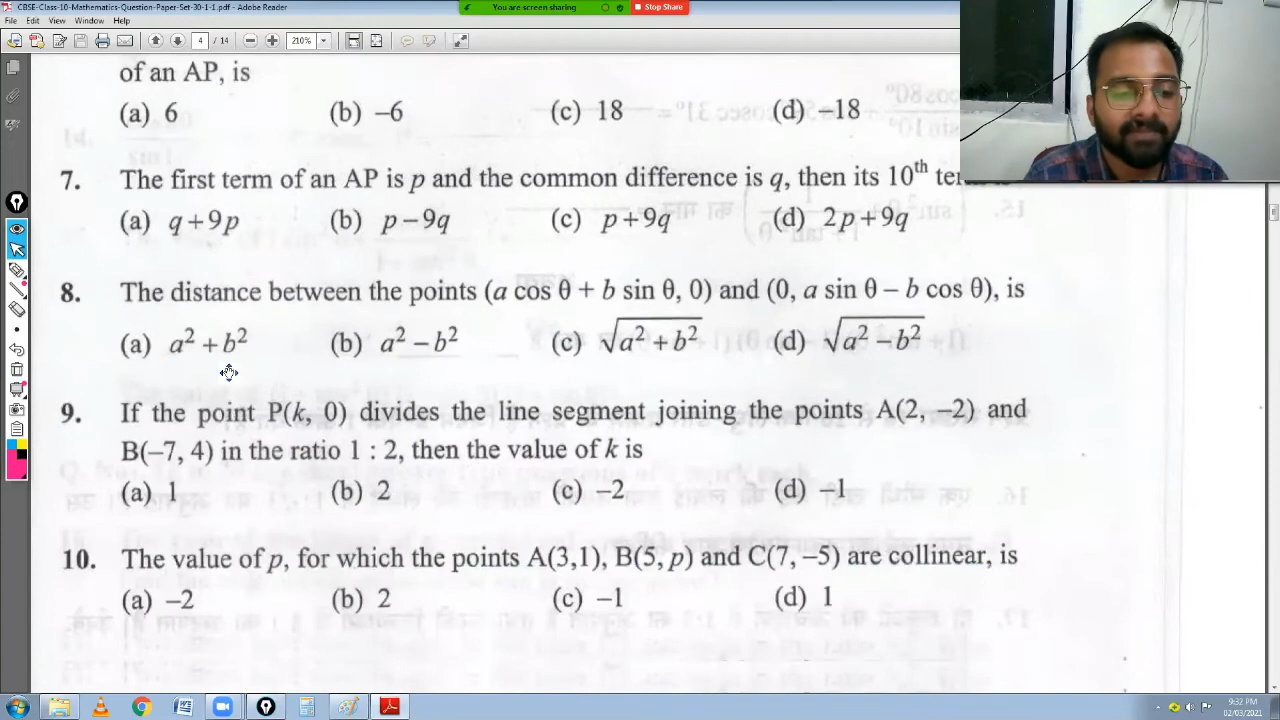 CBSE-Class-10-Mathematics-Question-Paper-Set-30-1-1.pdf - Adobe Reader
You are screen sharing
Stop Share
File Edit View Window Help
4 / 14
210%
of an AP, is
(a) 6 (b) –6 (c) 18 (d) –18
7. The first term of an AP is p and the common difference is q, then its 10th
(a) q+9p (b) p–9q (c) p+9q (d) 2p+9q
8. The distance between the points (a cos θ + b sin θ, 0) and (0, a sin θ – b cos θ), is
(a) a² + b² (b) a² – b² (c) √a² + b² (d) √a² – b²
9. If the point P(k, 0) divides the line segment joining the points A(2, –2) and
B(–7, 4) in the ratio 1 : 2, then the value of k is
(a) 1 (b) 2 (c) –2 (d) –1
10. The value of p, for which the points A(3,1), B(5, p) and C(7, –5) are collinear, is
(a) –2 (b) 2 (c) –1 (d) 1
9:32 PM
02/03/2021